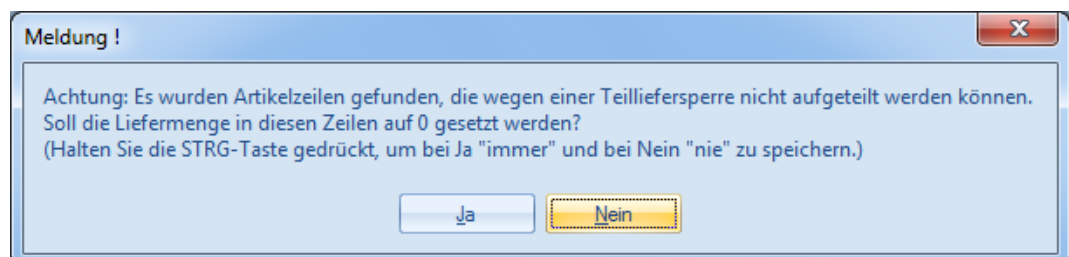 Meldung !
Achtung: Es wurden Artikelzeilen gefunden, die wegen einer Teilliefersperre nicht aufgeteilt werden können.
Soll die Liefermenge in diesen Zeilen auf 0 gesetzt werden?
(Halten Sie die STRG-Taste gedrückt, um bei Ja "immer" und bei Nein "nie" zu speichern.)
Ja Nein